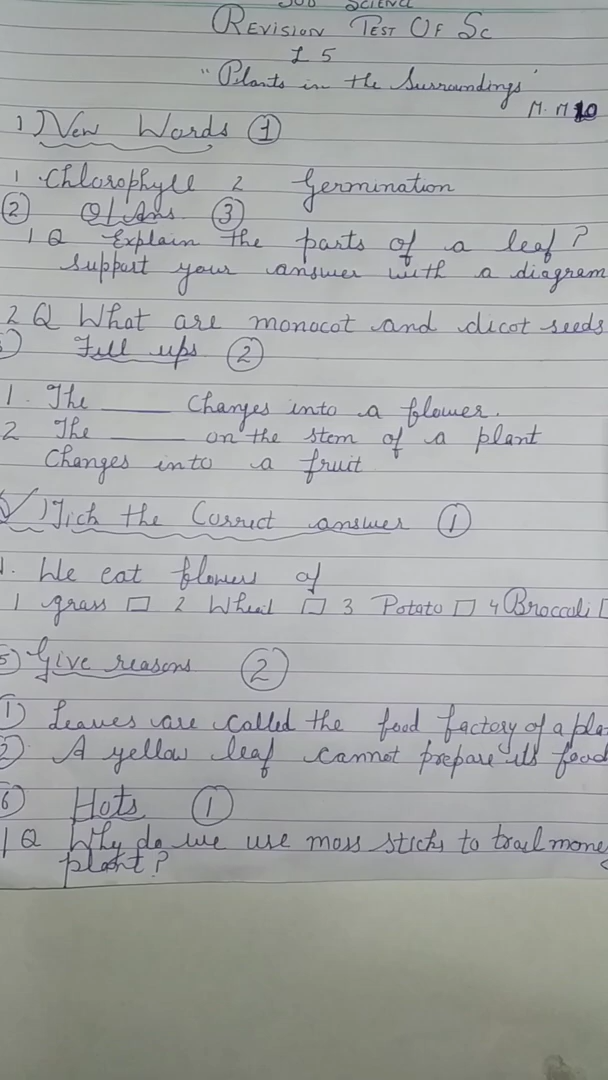 SUB SCIENCE
REVISION TEST OF SC
L 5
"Plants in the Surroundings"
M.M 10
1) New Words ①
1 Chlorophyll 2 Germination
② Q/Ans ③
1 Q Explain the parts of a leaf?
support your answer with a diagram
2 Q What are monocot and dicot seeds
Fill ups ②
1. The ____ changes into a flower.
2 The ____ on the stem of a plant
Changes into a fruit
Tick the Correct answer ①
1. We eat flowers of
1 grass □ 2 Wheat □ 3 Potato □ 4 Broccoli □
5) Give reasons ②
① Leaves are called the food factory of a pla
② A yellow leaf cannot prepare its food
⑥ Hots ①
1 Q Why do we use moss sticks to trail money
plant?